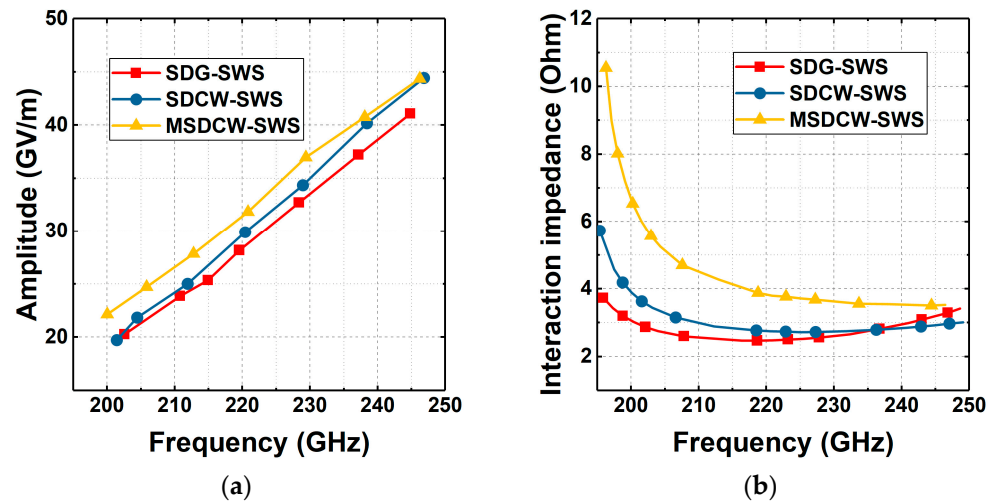 50
40
30
20
200 210 220 230 240 250
Amplitude (GV/m)
Frequency (GHz)
SDG-SWS
SDCW-SWS
MSDCW-SWS
(a)
12
10
8
6
4
2
200 210 220 230 240 250
Interaction impedance (Ohm)
Frequency (GHz)
SDG-SWS
SDCW-SWS
MSDCW-SWS
(b)